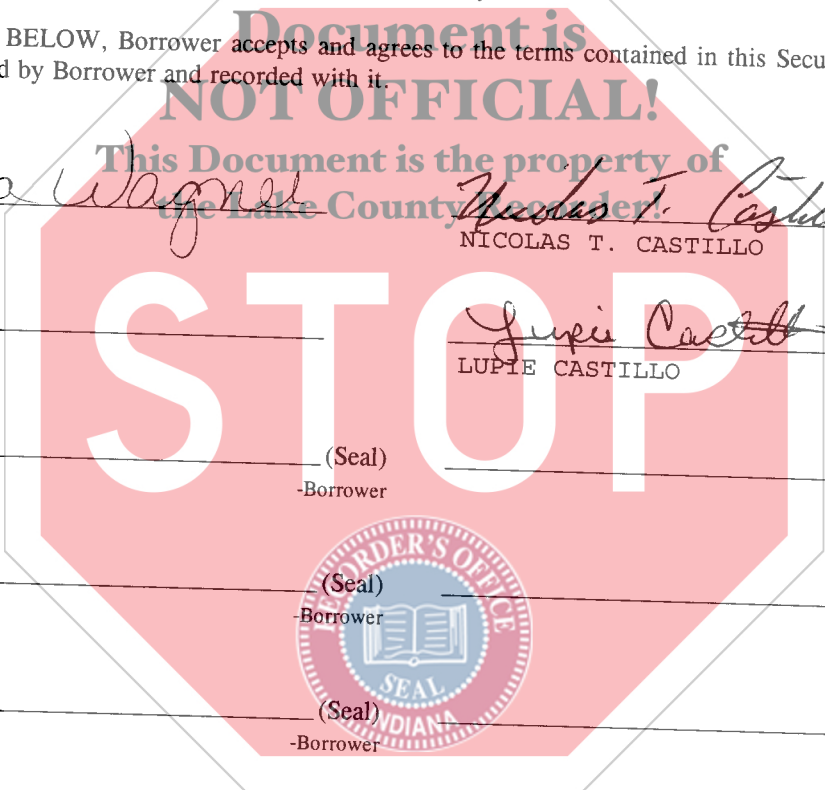 Document is
BELOW, Borrower accepts and agrees to the terms contained in this Secu
d by Borrower and recorded with it.
NOT OFFICIAL!
This Document is the property of
the Lake County Recorder!
a Wagner
Nicolas T. Castillo
NICOLAS T. CASTILLO
STOP
Lupie Castillo
LUPIE CASTILLO
(Seal)
-Borrower
RECORDER'S OFFICE
(Seal)
-Borrower
SEAL
INDIANA
(Seal)
-Borrower